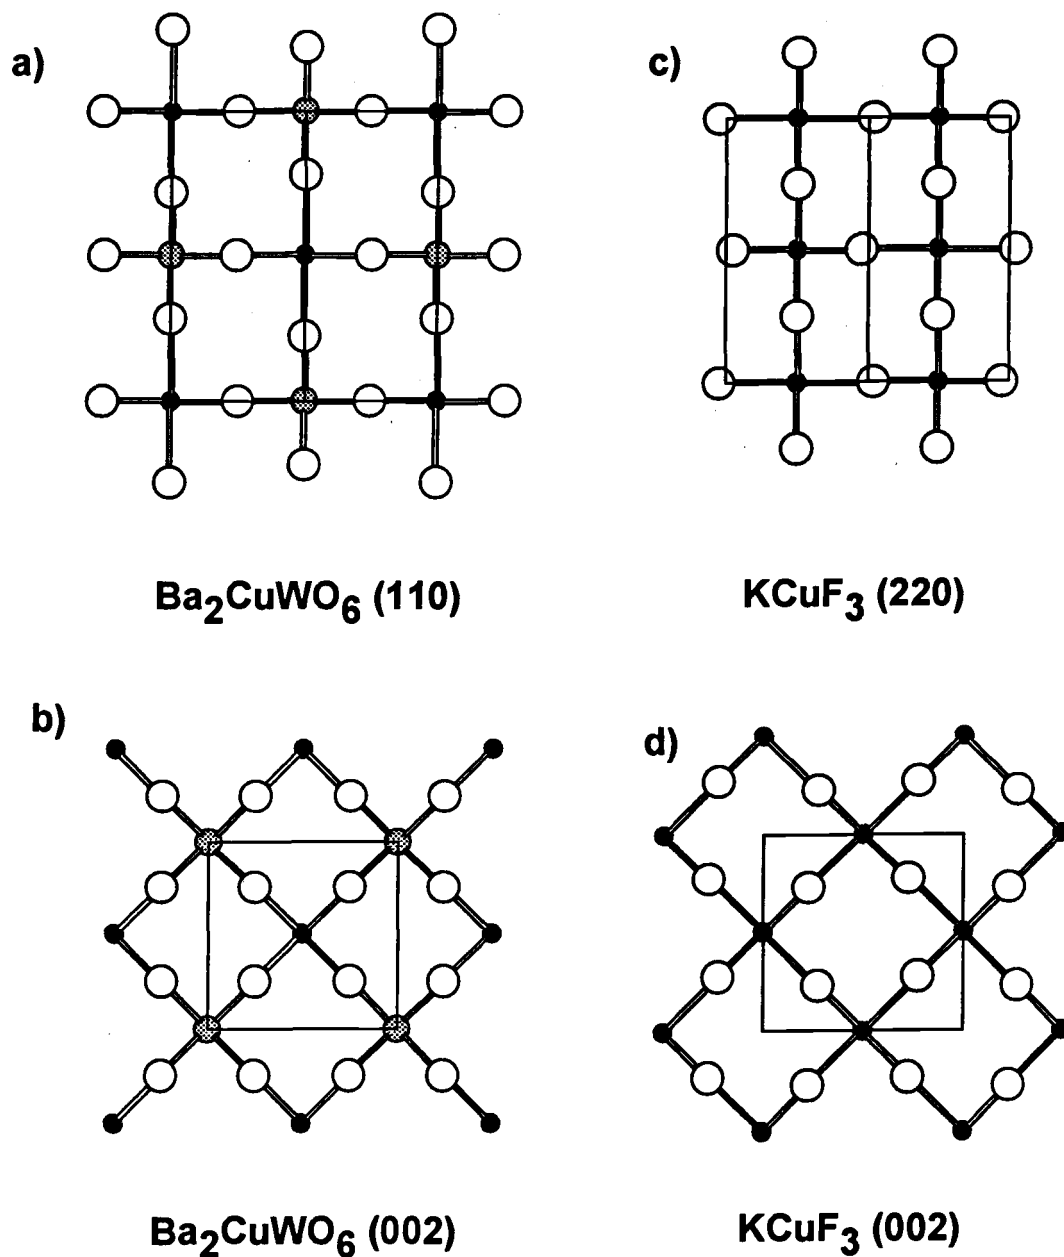 a)
c)
Ba2CuWO6 (110)
KCuF3 (220)
b)
d)
Ba2CuWO6 (002)
KCuF3 (002)